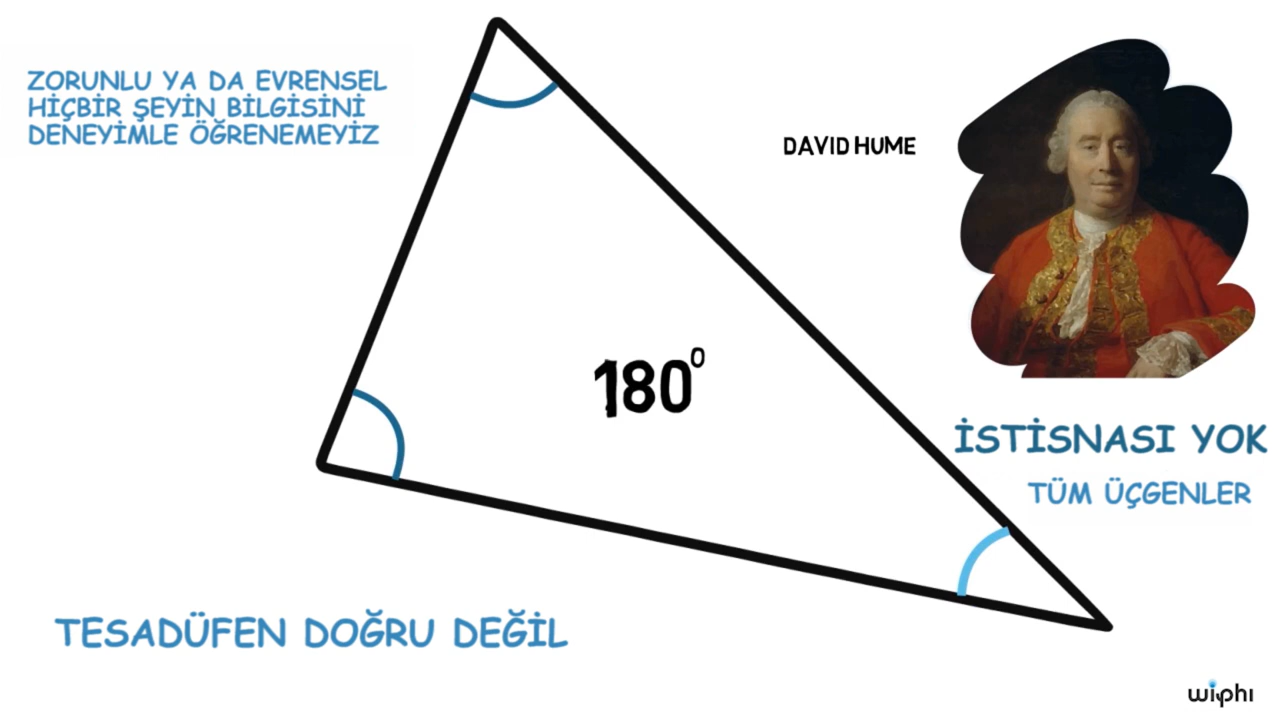 ZORUNLU YA DA EVRENSEL
HİÇBİR ŞEYİN BİLGİSİNİ
DENEYİMLE ÖĞRENEMEYİZ
DAVID HUME
180°
İSTİSNASI YOK
TÜM ÜÇGENLER
TESADÜFEN DOĞRU DEĞİL
wiphi